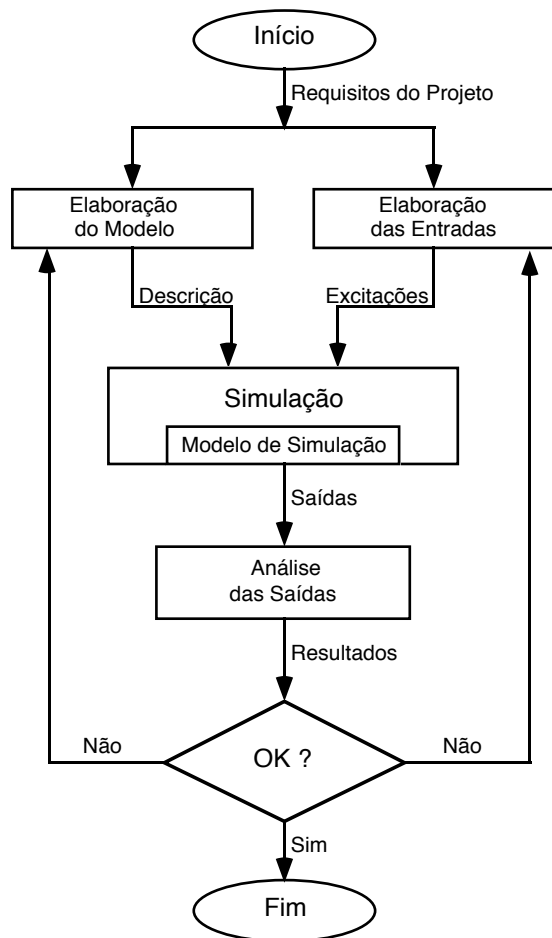 Início
Requisitos do Projeto
Elaboração
do Modelo
Elaboração
das Entradas
Descrição
Excitações
Simulação
Modelo de Simulação
Saídas
Análise
das Saídas
Resultados
Não
OK ?
Não
Sim
Fim